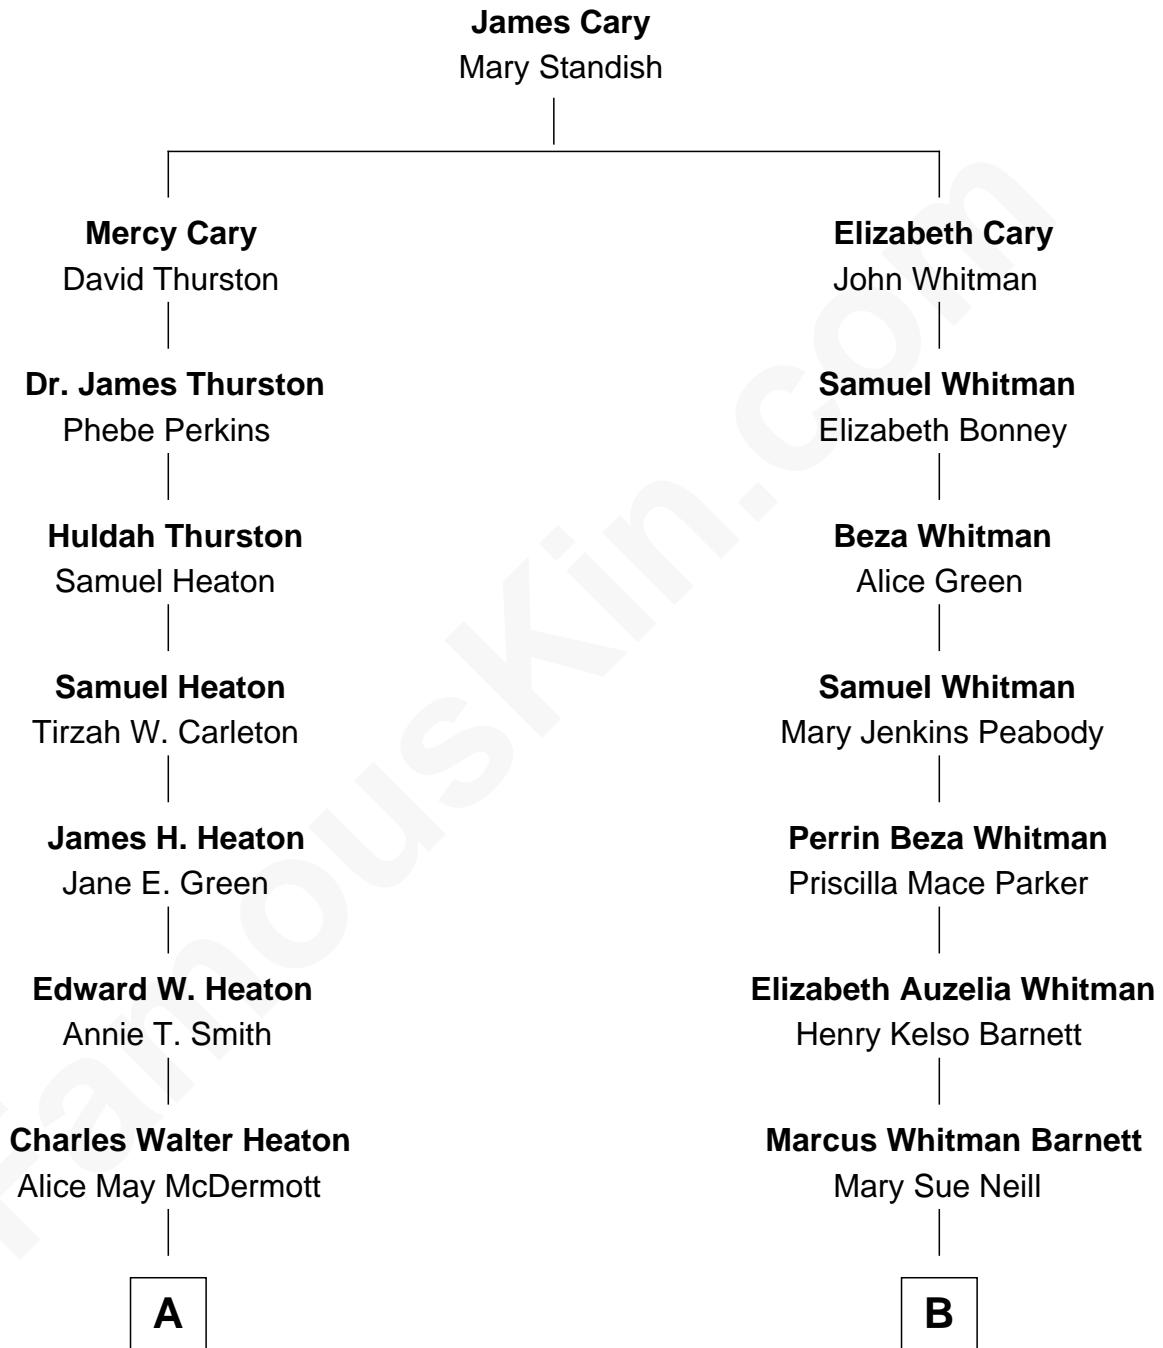 James Cary
Mary Standish
Mercy Cary
David Thurston
Elizabeth Cary
John Whitman
Dr. James Thurston
Phebe Perkins
Samuel Whitman
Elizabeth Bonney
Huldah Thurston
Samuel Heaton
Beza Whitman
Alice Green
Samuel Heaton
Tirzah W. Carleton
Samuel Whitman
Mary Jenkins Peabody
James H. Heaton
Jane E. Green
Perrin Beza Whitman
Priscilla Mace Parker
Edward W. Heaton
Annie T. Smith
Elizabeth Auzelia Whitman
Henry Kelso Barnett
Charles Walter Heaton
Alice May McDermott
Marcus Whitman Barnett
Mary Sue Neill
A
B
FamousKin.com